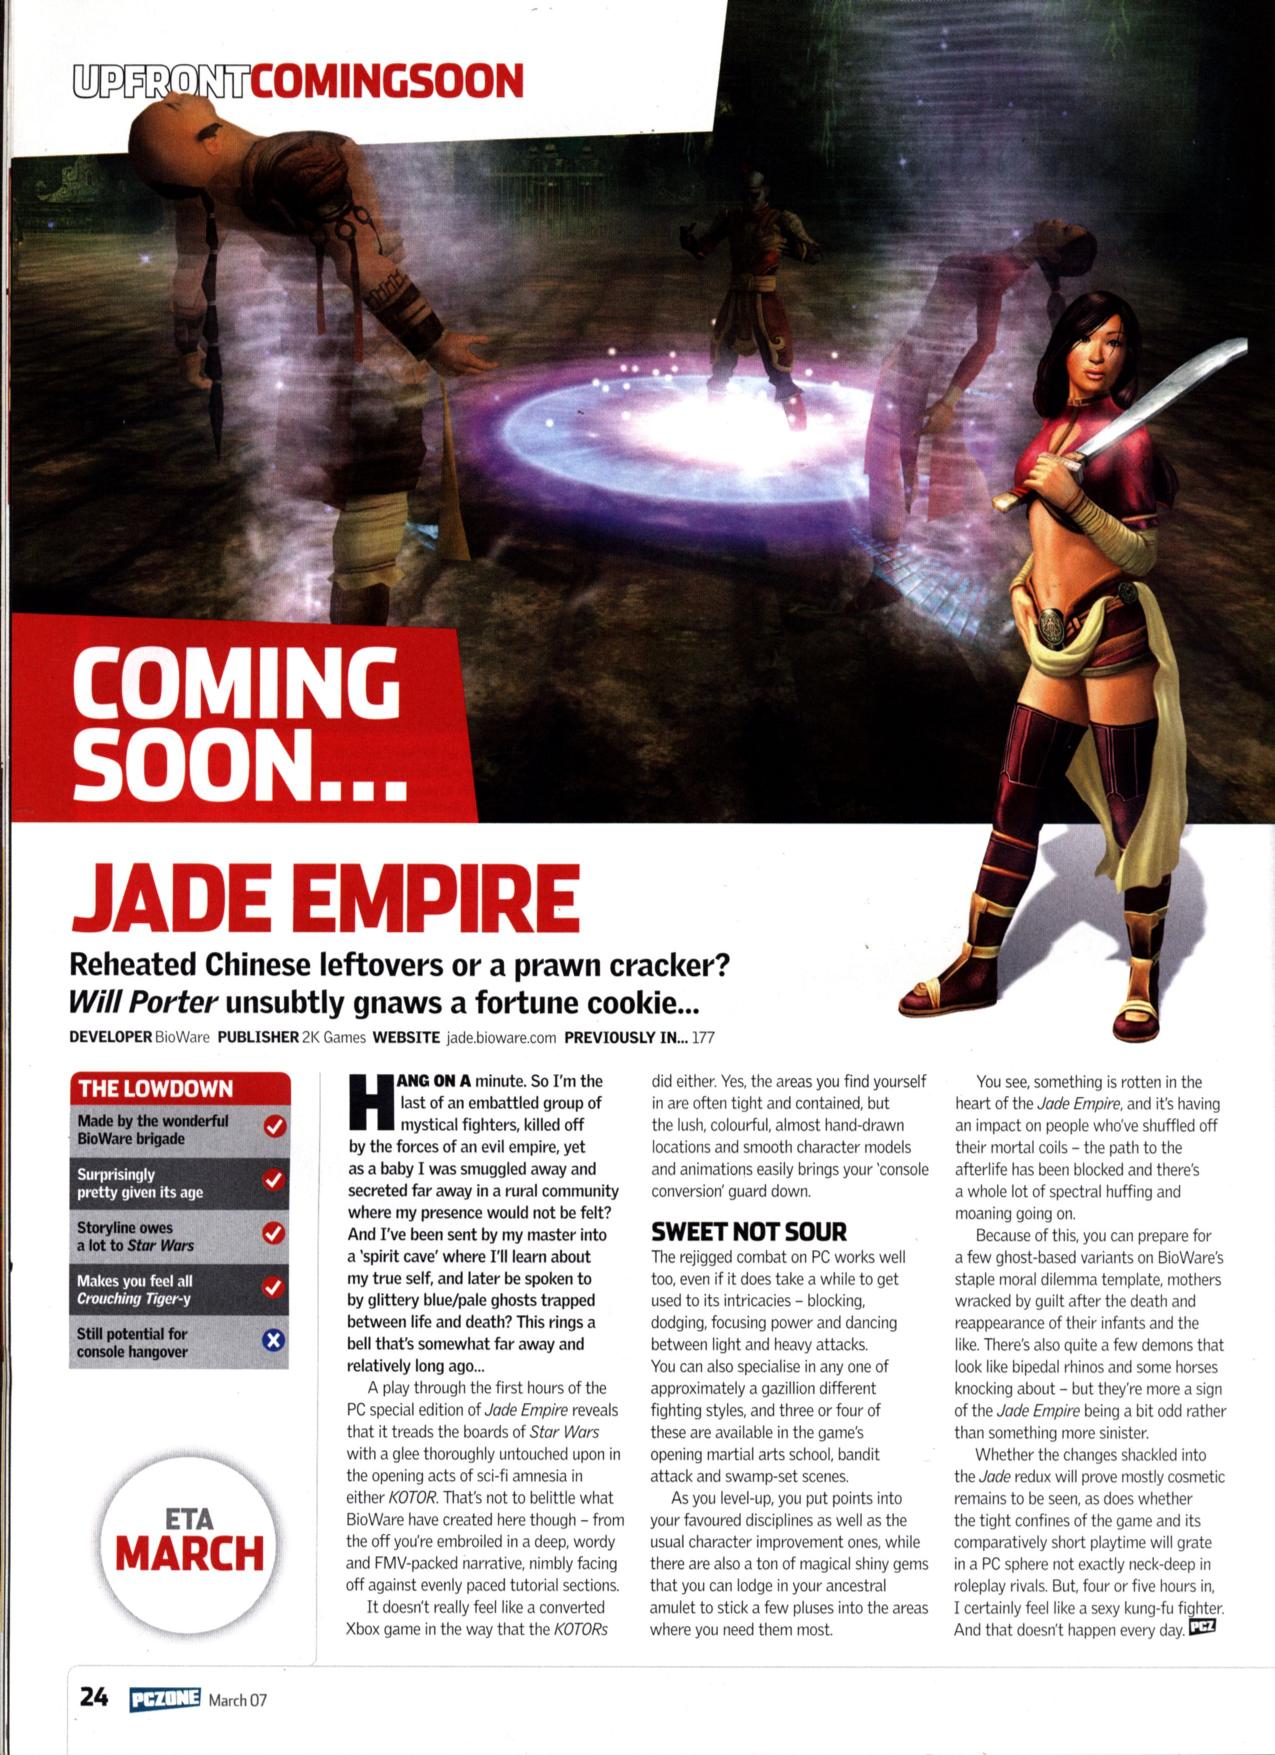 UPFRONTCOMINGSOON
COMING
SOON...
JADE EMPIRE
Reheated Chinese leftovers or a prawn cracker?
Will Porter unsubtly gnaws a fortune cookie...
DEVELOPER BioWare PUBLISHER 2K Games WEBSITE jade.bioware.com PREVIOUSLY IN... 177
THE LOWDOWN
Made by the wonderful
BioWare brigade
Surprisingly
pretty given its age
Storyline owes
a lot to Star Wars
Makes you feel all
Crouching Tiger-y
Still potential for
console hangover
ETA
MARCH
HANG ON A minute. So I'm the
last of an embattled group of
mystical fighters, killed off
by the forces of an evil empire, yet
as a baby I was smuggled away and
secreted far away in a rural community
where my presence would not be felt?
And I've been sent by my master into
a 'spirit cave' where I'll learn about
my true self, and later be spoken to
by glittery blue/pale ghosts trapped
between life and death? This rings a
bell that's somewhat far away and
relatively long ago...
A play through the first hours of the
PC special edition of Jade Empire reveals
that it treads the boards of Star Wars
with a glee thoroughly untouched upon in
the opening acts of sci-fi amnesia in
either KOTOR. That's not to belittle what
BioWare have created here though – from
the off you're embroiled in a deep, wordy
and FMV-packed narrative, nimbly facing
off against evenly paced tutorial sections.
It doesn't really feel like a converted
Xbox game in the way that the KOTORs
did either. Yes, the areas you find yourself
in are often tight and contained, but
the lush, colourful, almost hand-drawn
locations and smooth character models
and animations easily brings your 'console
conversion' guard down.
SWEET NOT SOUR
The rejigged combat on PC works well
too, even if it does take a while to get
used to its intricacies – blocking,
dodging, focusing power and dancing
between light and heavy attacks.
You can also specialise in any one of
approximately a gazillion different
fighting styles, and three or four of
these are available in the game's
opening martial arts school, bandit
attack and swamp-set scenes.
As you level-up, you put points into
your favoured disciplines as well as the
usual character improvement ones, while
there are also a ton of magical shiny gems
that you can lodge in your ancestral
amulet to stick a few pluses into the areas
where you need them most.
You see, something is rotten in the
heart of the Jade Empire, and it's having
an impact on people who've shuffled off
their mortal coils – the path to the
afterlife has been blocked and there's
a whole lot of spectral huffing and
moaning going on.
Because of this, you can prepare for
a few ghost-based variants on BioWare's
staple moral dilemma template, mothers
wracked by guilt after the death and
reappearance of their infants and the
like. There's also quite a few demons that
look like bipedal rhinos and some horses
knocking about – but they're more a sign
of the Jade Empire being a bit odd rather
than something more sinister.
Whether the changes shackled into
the Jade redux will prove mostly cosmetic
remains to be seen, as does whether
the tight confines of the game and its
comparatively short playtime will grate
in a PC sphere not exactly neck-deep in
roleplay rivals. But, four or five hours in,
I certainly feel like a sexy kung-fu fighter.
And that doesn't happen every day. PCZ
24 PCZONE March 07